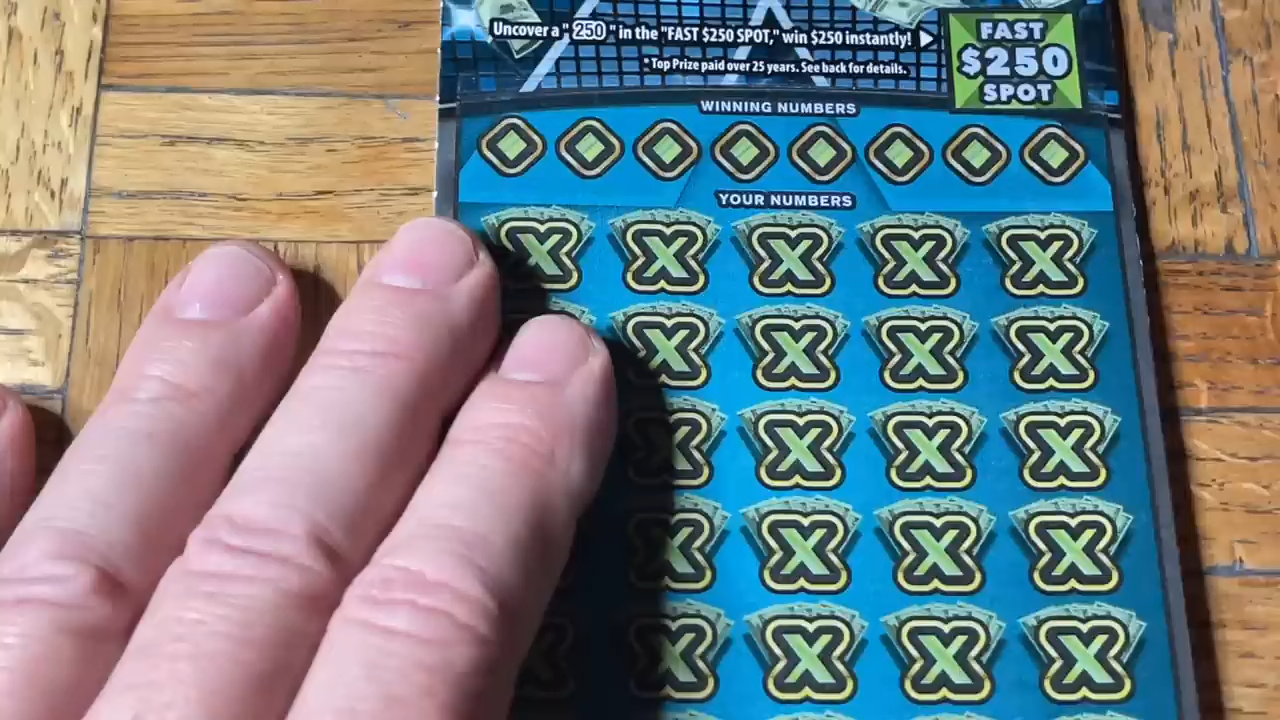 Uncover a "250" in the "FAST $250 SPOT," win $250 instantly!
*Top Prize paid over 25 years. See back for details.
FAST
$250
SPOT
WINNING NUMBERS
YOUR NUMBERS
X X X X X
X X X X
X X X X
X X X X
X X X X X